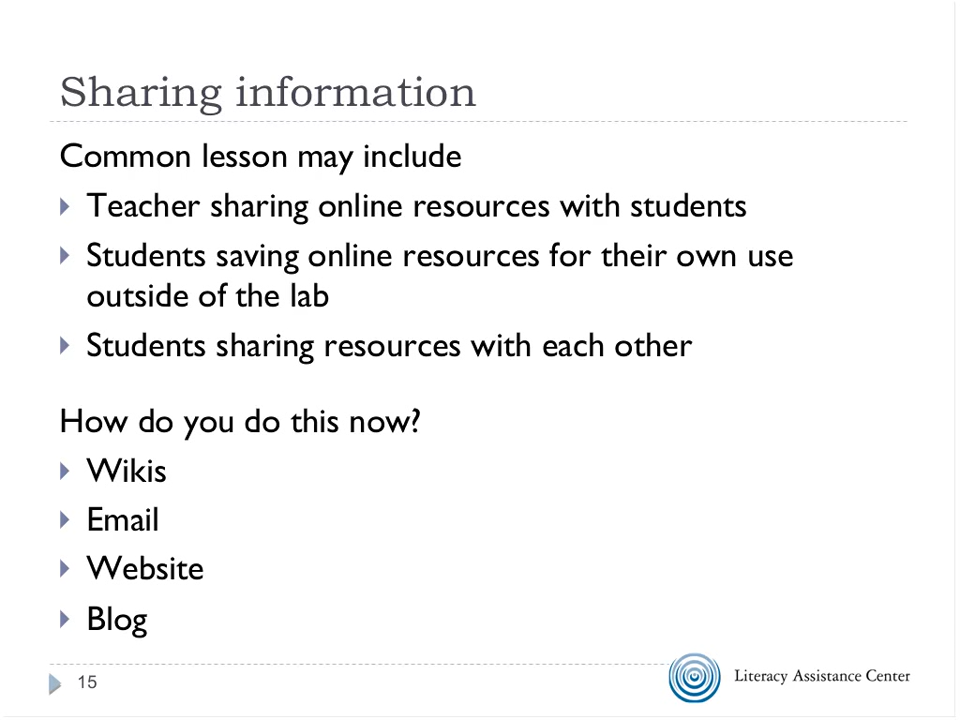 Sharing information
Common lesson may include
Teacher sharing online resources with students
Students saving online resources for their own use
outside of the lab
Students sharing resources with each other
How do you do this now?
Wikis
Email
Website
Blog
15
Literacy Assistance Center